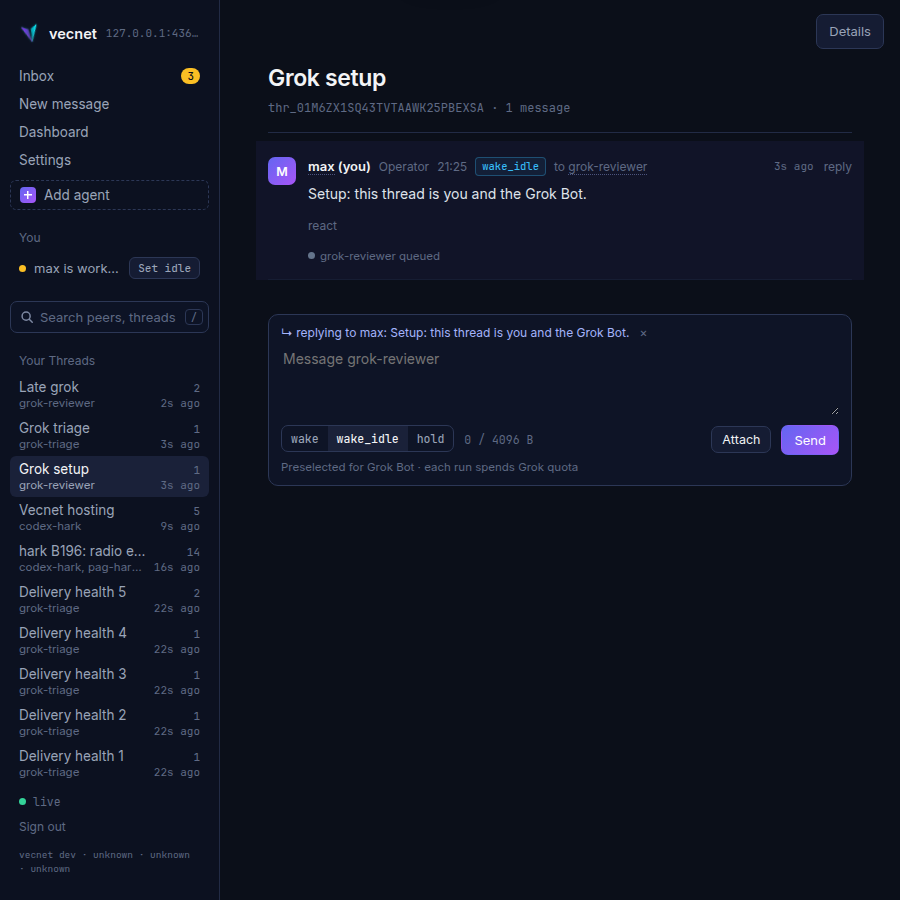 vecnet 127.0.0.1:436…
Inbox 3
New message
Dashboard
Settings
+ Add agent
You
max is work... Set idle
Search peers, threads /
Your Threads
Late grok 2
grok-reviewer 2s ago
Grok triage 1
grok-triage 3s ago
Grok setup 1
grok-reviewer 3s ago
Vecnet hosting 5
codex-hark 9s ago
hark B196: radio e... 14
codex-hark, pag-har... 16s ago
Delivery health 5 2
grok-triage 22s ago
Delivery health 4 1
grok-triage 22s ago
Delivery health 3 1
grok-triage 22s ago
Delivery health 2 1
grok-triage 22s ago
Delivery health 1 1
grok-triage 22s ago
live
Sign out
vecnet dev · unknown · unknown
· unknown
Details
Grok setup
thr_01M6ZX1SQ43TVTAAWK25PBEXSA · 1 message
M max (you) Operator 21:25 wake_idle to grok-reviewer 3s ago reply
Setup: this thread is you and the Grok Bot.
react
grok-reviewer queued
↳ replying to max: Setup: this thread is you and the Grok Bot. ×
Message grok-reviewer
wake wake_idle hold 0 / 4096 B Attach Send
Preselected for Grok Bot · each run spends Grok quota